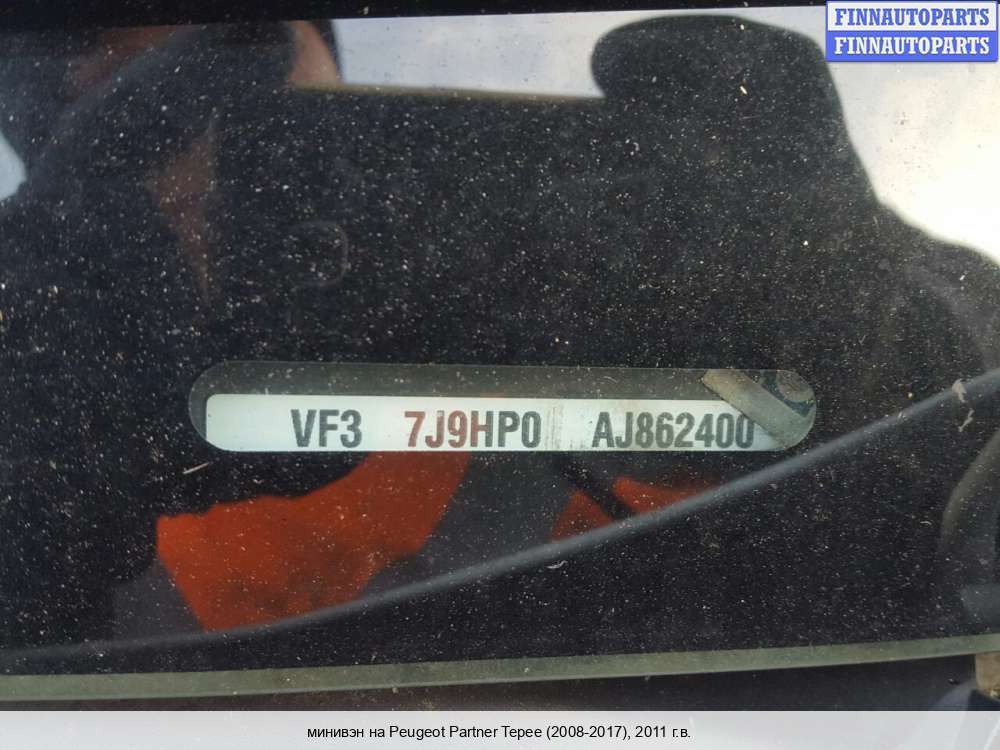 FINNAUTOPARTS
FINNAUTOPARTS
VF3 7J9HP0 AJ862400
минивэн на Peugeot Partner Tepee (2008-2017), 2011 г.в.